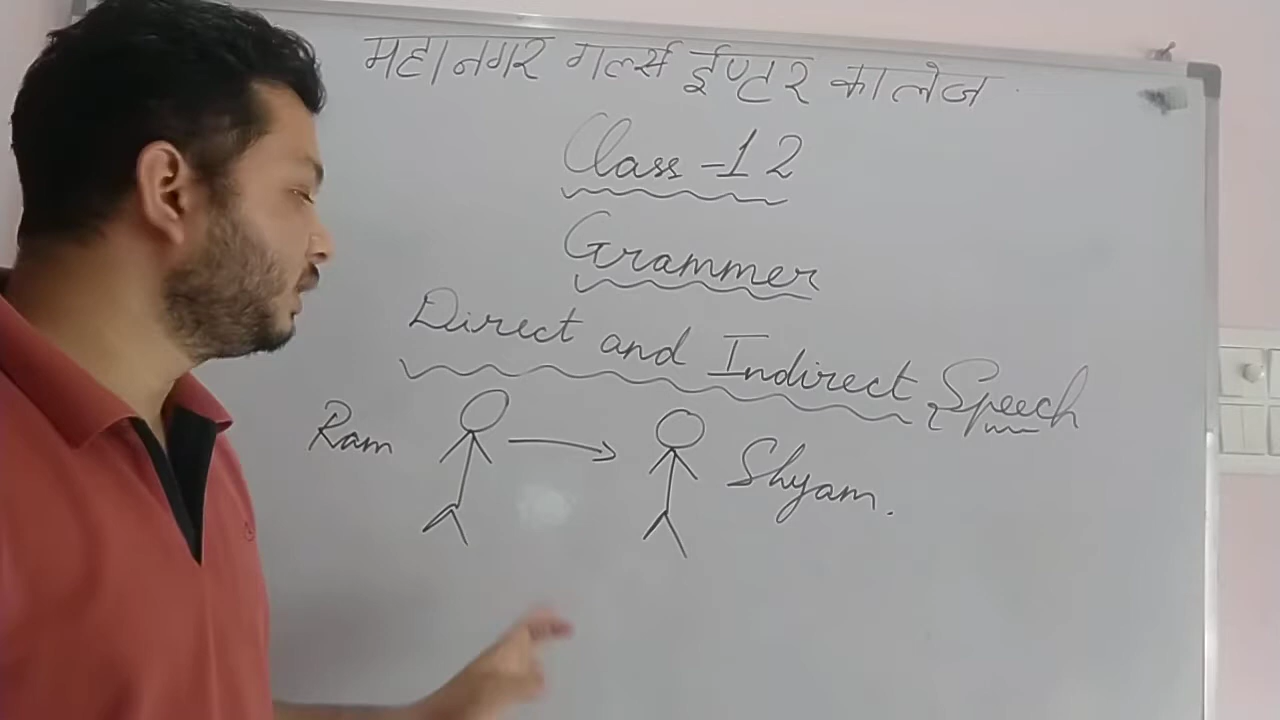 महानगर गर्ल्स ईण्टर कालेज
Class - 12
Grammer
Direct and Indirect Speech
Ram
Shyam.